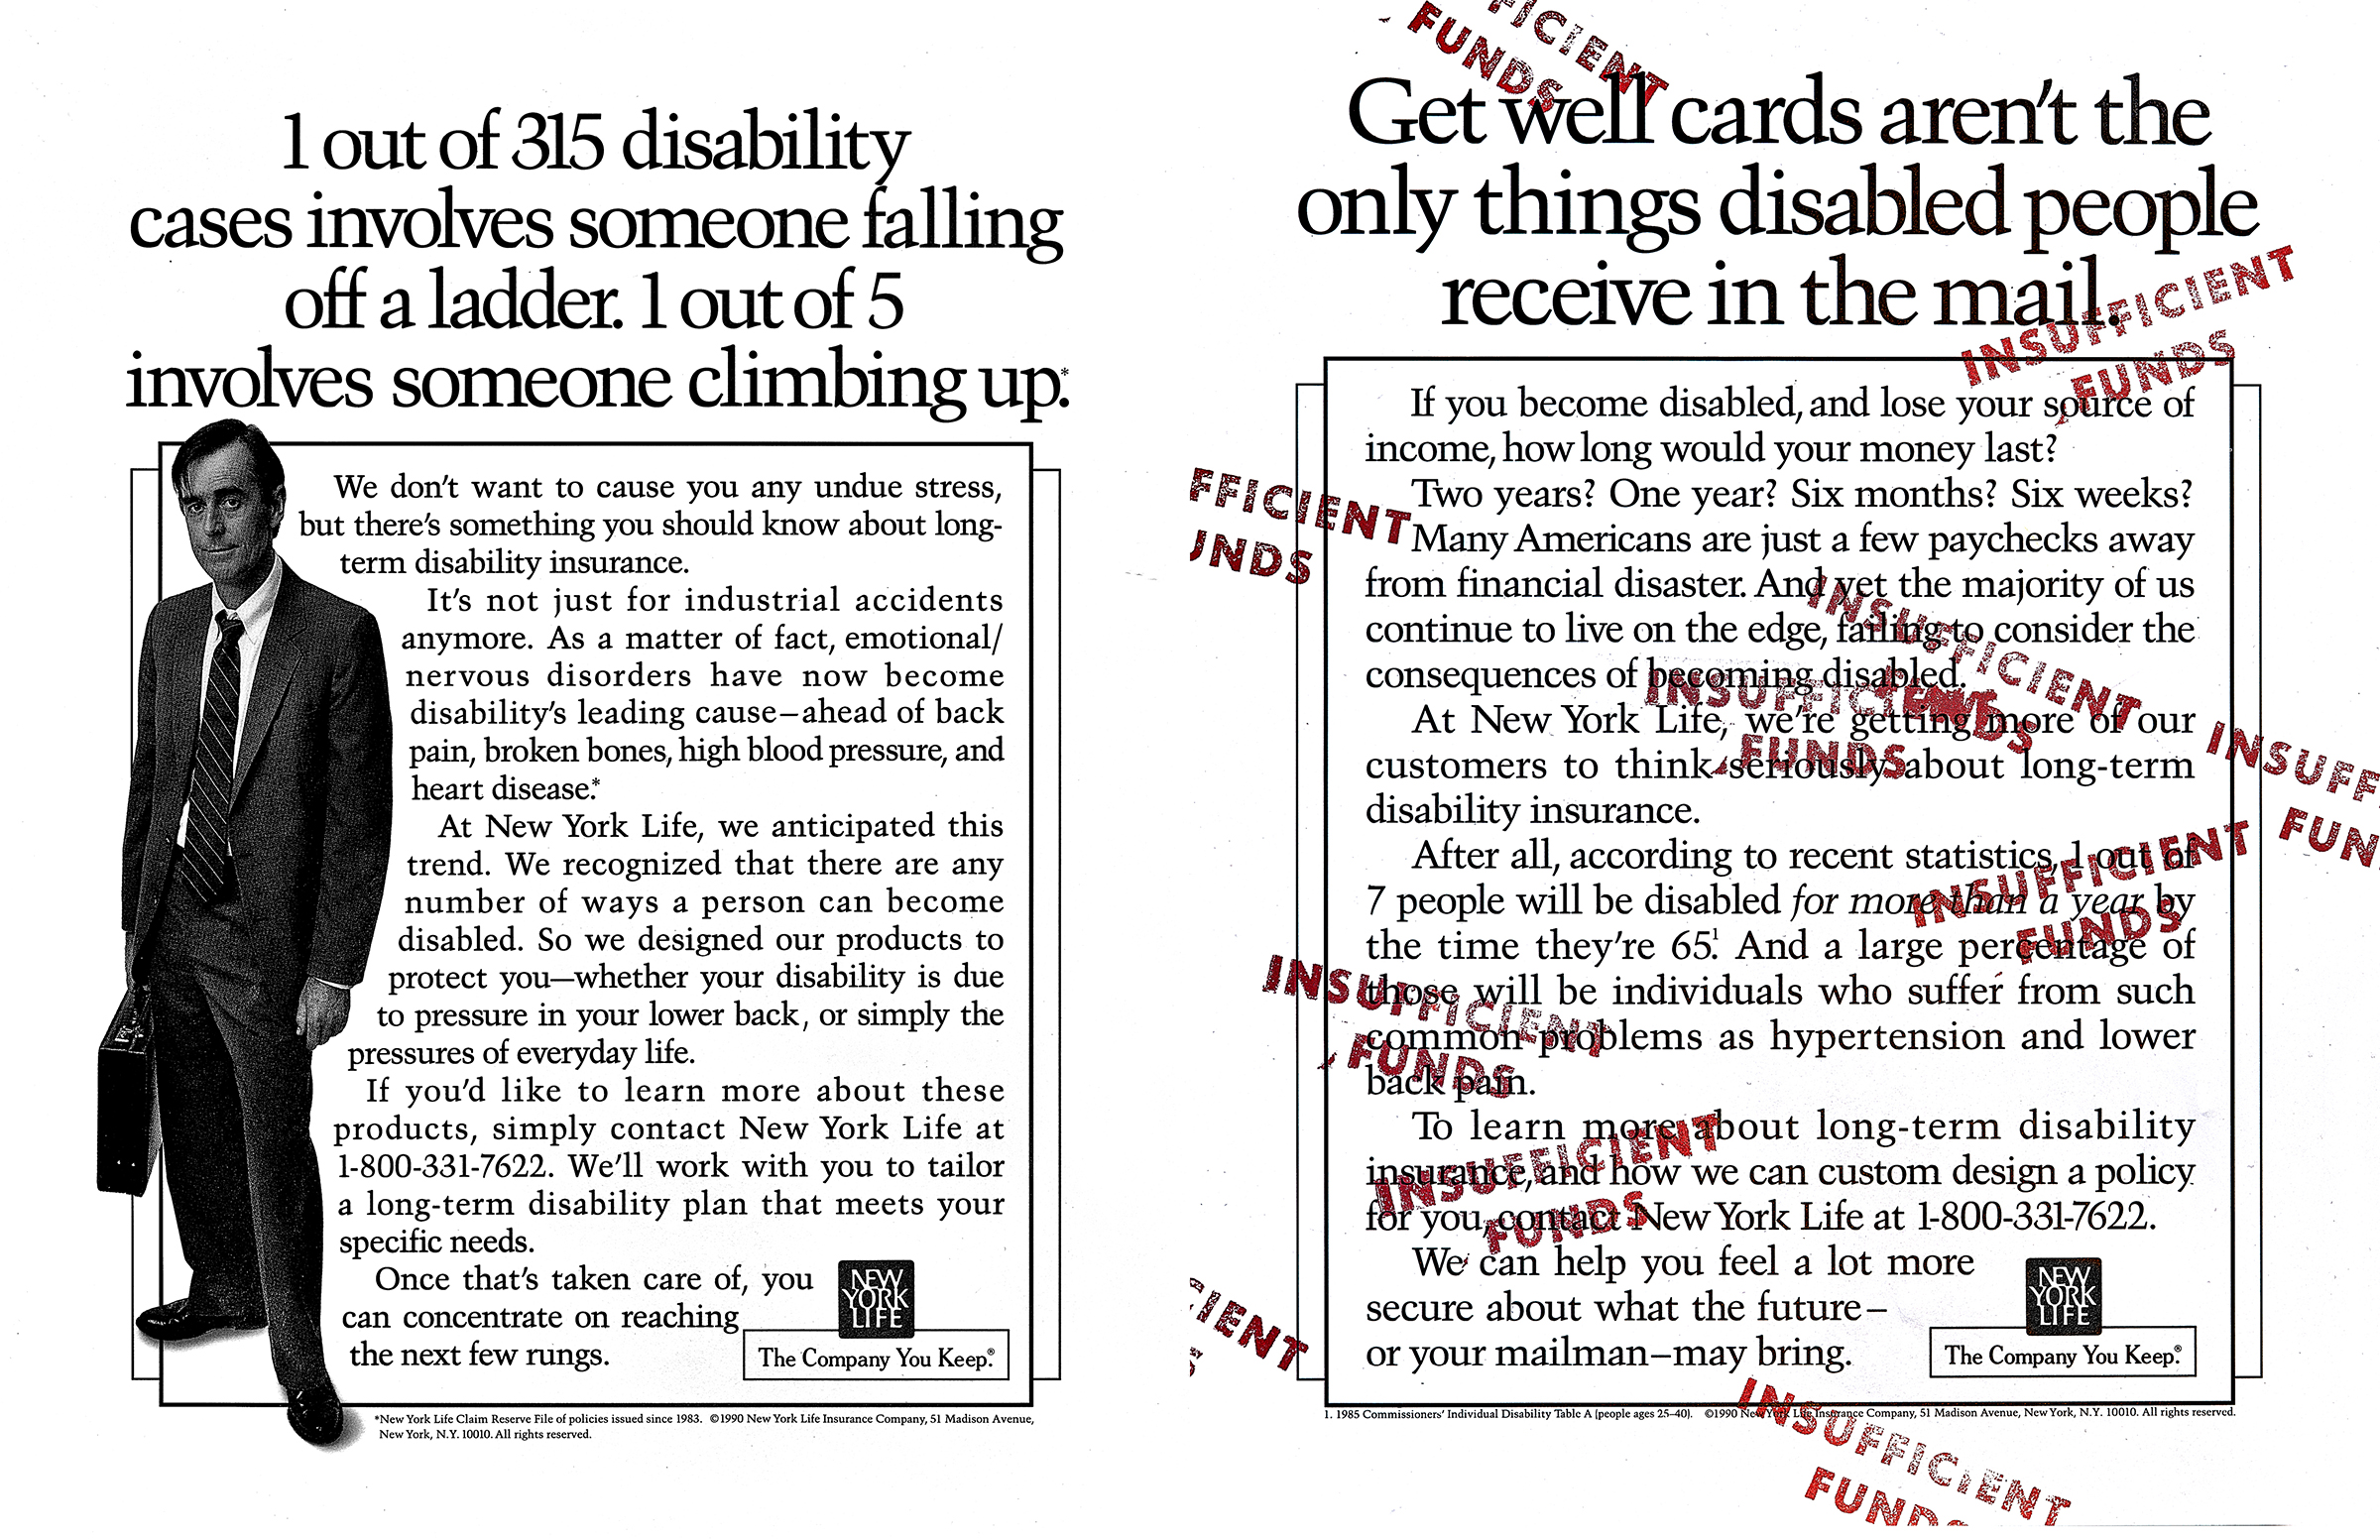 1 out of 315 disability
cases involves someone falling
off a ladder. 1 out of 5
involves someone climbing up.*
We don't want to cause you any undue stress,
but there's something you should know about long-
term disability insurance.
It's not just for industrial accidents
anymore. As a matter of fact, emotional/
nervous disorders have now become
disability's leading cause–ahead of back
pain, broken bones, high blood pressure, and
heart disease.*
At New York Life, we anticipated this
trend. We recognized that there are any
number of ways a person can become
disabled. So we designed our products to
protect you—whether your disability is due
to pressure in your lower back, or simply the
pressures of everyday life.
If you'd like to learn more about these
products, simply contact New York Life at
1-800-331-7622. We'll work with you to tailor
a long-term disability plan that meets your
specific needs.
Once that's taken care of, you
can concentrate on reaching
the next few rungs.
NEW
YORK
LIFE
The Company You Keep.®
*New York Life Claim Reserve File of policies issued since 1983. ©1990 New York Life Insurance Company, 51 Madison Avenue,
New York, N.Y. 10010. All rights reserved.
FICIENT
FUNDS
Get well cards aren't the
only things disabled people
receive in the mail.
INSUFFICIENT
FUNDS
If you become disabled, and lose your source of
income, how long would your money last?
Two years? One year? Six months? Six weeks?
FFICIENT
UNDS
Many Americans are just a few paychecks away
from financial disaster. And yet the majority of us
continue to live on the edge, failing to consider the
consequences of becoming disabled.
INSUFFICIENT
FUNDS
INSUFFICIENT
FUNDS
At New York Life, we're getting more of our
customers to think seriously about long-term
disability insurance.
INSUFF
FUN
After all, according to recent statistics, 1 out of
7 people will be disabled for more than a year by
the time they're 65.¹ And a large percentage of
those will be individuals who suffer from such
common problems as hypertension and lower
back pain.
INSUFFICIENT
FUNDS
INSUFFICIENT
FUNDS
To learn more about long-term disability
insurance, and how we can custom design a policy
for you, contact New York Life at 1-800-331-7622.
INSUFFICIENT
FUNDS
We can help you feel a lot more
secure about what the future–
or your mailman–may bring.
CIENT
S
NEW
YORK
LIFE
The Company You Keep.®
1. 1985 Commissioners' Individual Disability Table A (people ages 25–40). ©1990 New York Life Insurance Company, 51 Madison Avenue, New York, N.Y. 10010. All rights reserved.
INSUFFICIENT
FUNDS